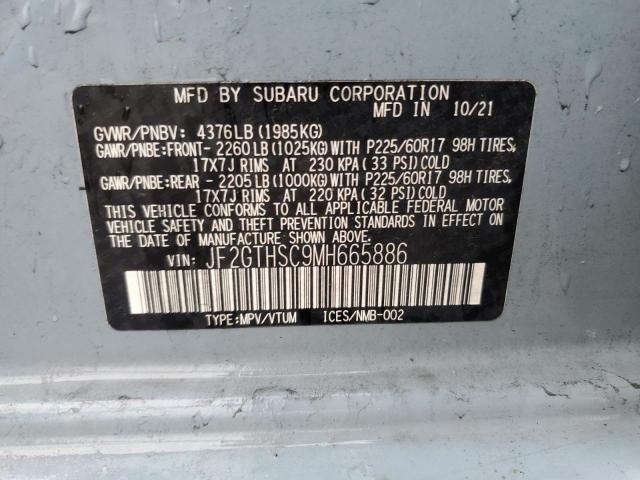 MFD BY SUBARU CORPORATION
MFD IN 10/21
GVWR/PNBV: 4376LB(1985KG)
GAWR/PNBE:FRONT-2260LB(1025KG)WITH P225/60R17 98H TIRES,
17X7J RIMS AT 230 KPA(33 PSI)COLD
GAWR/PNBE:REAR -2205LB(1000KG)WITH P225/60R17 98H TIRES,
17X7J RIMS AT 220 KPA(32 PSI)COLD
THIS VEHICLE CONFORMS TO ALL APPLICABLE FEDERAL MOTOR
VEHICLE SAFETY AND THEFT PREVENTION STANDARDS IN EFFECT ON
THE DATE OF MANUFACTURE SHOWN ABOVE.
VIN: JF2GTHSC9MH665886
TYPE:MPV/VTUM ICES/NMB-002